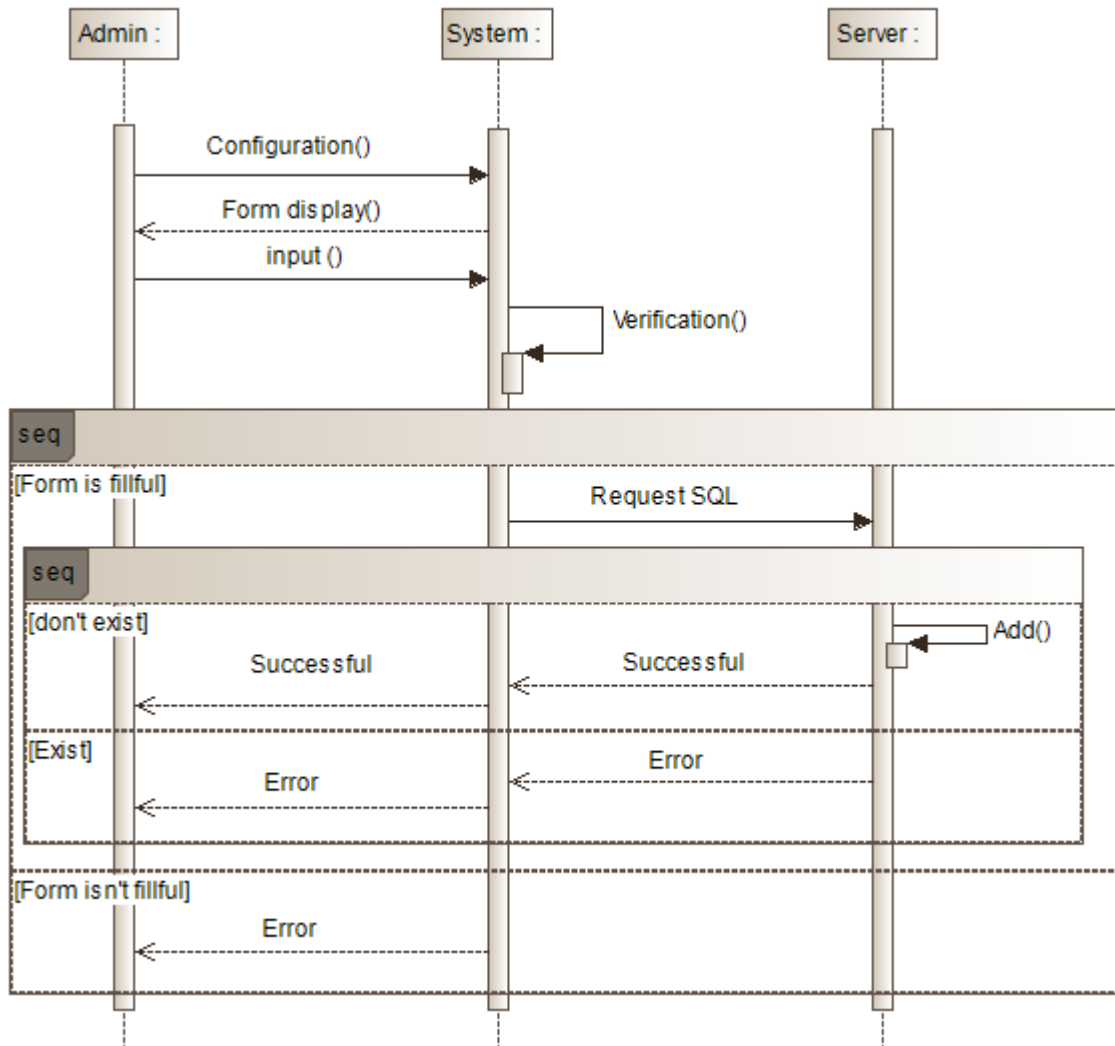 Admin :
System :
Server :
Configuration()
Form display()
input ()
Verification()
seq
[Form is fillful]
Request SQL
seq
[don't exist]
Add()
Successful
Successful
[Exist]
Error
Error
[Form isn't fillful]
Error